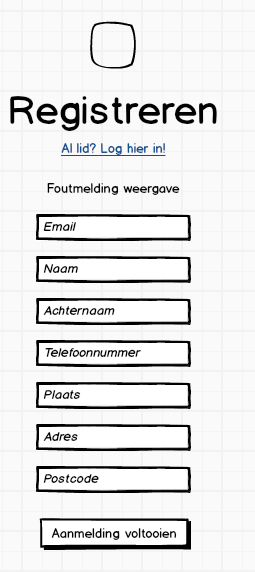 Registreren
Al lid? Log hier in!
Foutmelding weergave
Email
Naam
Achternaam
Telefoonnummer
Plaats
Adres
Postcode
Aanmelding voltooien